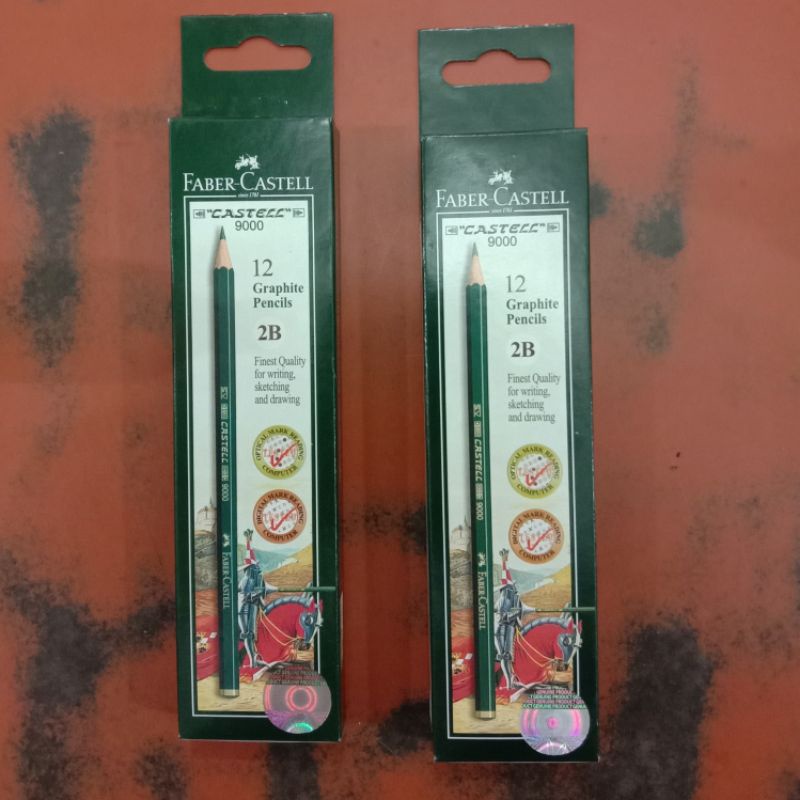 FABER-CASTELL
since 1761
"CASTELL"
9000
12
Graphite
Pencils
2B
Finest Quality
for writing,
sketching
and drawing
CASTELL 9000
FABER-CASTELL
OPTICAL MARK READING
COMPUTER
DIGITAL MARK READING
COMPUTER
FABER-CASTELL
since 1761
"CASTELL"
9000
12
Graphite
Pencils
2B
Finest Quality
for writing,
sketching
and drawing
CASTELL 9000
FABER-CASTELL
OPTICAL MARK READING
COMPUTER
DIGITAL MARK READING
COMPUTER
GENUINE PRODUCT